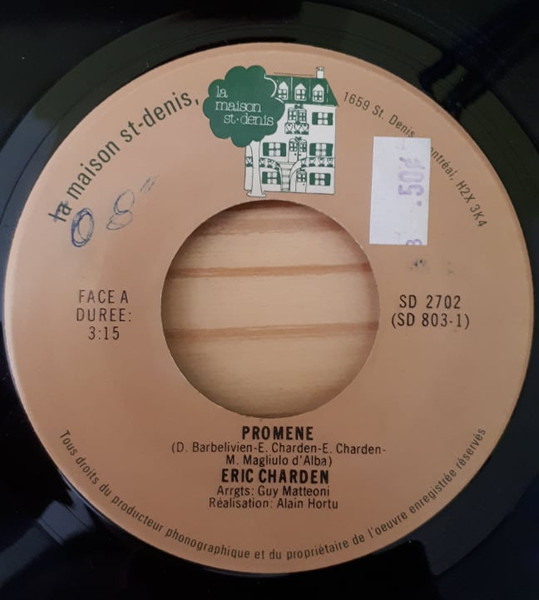 la maison st-denis,
la
maison
st-denis
1659 St. Denis, Montréal, H2X 3K4
.50¢
08"
FACE A
DUREE:
3:15
SD 2702
(SD 803-1)
PROMENE
(D. Barbelivien-E. Charden-E. Charden-
M. Magliulo d'Alba)
ERIC CHARDEN
Arrgts: Guy Matteoni
Réalisation: Alain Hortu
Tous droits du producteur phonographique et du propriétaire de l'oeuvre enregistrée réservés